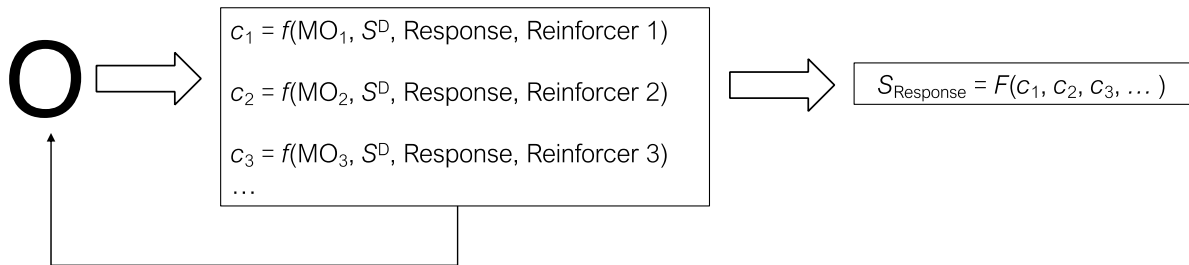 O
c₁ = f(MO₁, Sᴰ, Response, Reinforcer 1)
c₂ = f(MO₂, Sᴰ, Response, Reinforcer 2)
c₃ = f(MO₃, Sᴰ, Response, Reinforcer 3)
…
S_Response = F(c₁, c₂, c₃, … )